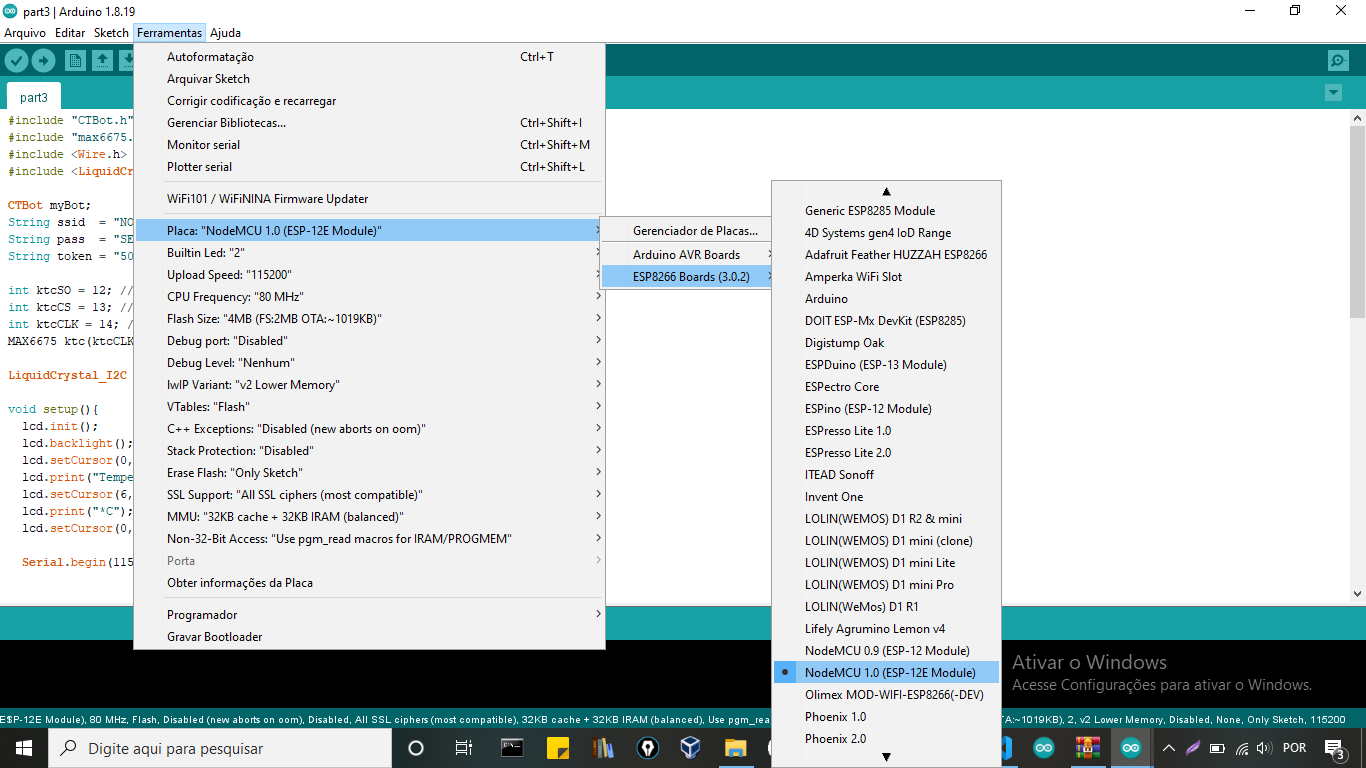 part3 | Arduino 1.8.19
Arquivo Editar Sketch Ferramentas Ajuda
part3
#include "CTBot.h"
#include "max6675.
#include <Wire.h>
#include <LiquidCr
CTBot myBot;
String ssid = "NO
String pass = "SE
String token = "50
int ktcSO = 12; //
int ktcCS = 13; //
int ktcCLK = 14; /
MAX6675 ktc(ktcCLK
LiquidCrystal_I2C
void setup(){
lcd.init();
lcd.backlight();
lcd.setCursor(0,
lcd.print("Tempe
lcd.setCursor(6,
lcd.print("*C");
lcd.setCursor(0,
Serial.begin(115
Autoformatação Ctrl+T
Arquivar Sketch
Corrigir codificação e recarregar
Gerenciar Bibliotecas... Ctrl+Shift+I
Monitor serial Ctrl+Shift+M
Plotter serial Ctrl+Shift+L
WiFi101 / WiFiNINA Firmware Updater
Placa: "NodeMCU 1.0 (ESP-12E Module)"
Builtin Led: "2"
Upload Speed: "115200"
CPU Frequency: "80 MHz"
Flash Size: "4MB (FS:2MB OTA:~1019KB)"
Debug port: "Disabled"
Debug Level: "Nenhum"
IwIP Variant: "v2 Lower Memory"
VTables: "Flash"
C++ Exceptions: "Disabled (new aborts on oom)"
Stack Protection: "Disabled"
Erase Flash: "Only Sketch"
SSL Support: "All SSL ciphers (most compatible)"
MMU: "32KB cache + 32KB IRAM (balanced)"
Non-32-Bit Access: "Use pgm_read macros for IRAM/PROGMEM"
Porta
Obter informações da Placa
Programador
Gravar Bootloader
Gerenciador de Placas...
Arduino AVR Boards
ESP8266 Boards (3.0.2)
Generic ESP8285 Module
4D Systems gen4 IoD Range
Adafruit Feather HUZZAH ESP8266
Amperka WiFi Slot
Arduino
DOIT ESP-Mx DevKit (ESP8285)
Digistump Oak
ESPDuino (ESP-13 Module)
ESPectro Core
ESPino (ESP-12 Module)
ESPresso Lite 1.0
ESPresso Lite 2.0
ITEAD Sonoff
Invent One
LOLIN(WEMOS) D1 R2 & mini
LOLIN(WEMOS) D1 mini (clone)
LOLIN(WEMOS) D1 mini Lite
LOLIN(WEMOS) D1 mini Pro
LOLIN(WeMos) D1 R1
Lifely Agrumino Lemon v4
NodeMCU 0.9 (ESP-12 Module)
NodeMCU 1.0 (ESP-12E Module)
Olimex MOD-WIFI-ESP8266(-DEV)
Phoenix 1.0
Phoenix 2.0
Ativar o Windows
Acesse Configurações para ativar o Windows.
ESP-12E Module), 80 MHz, Flash, Disabled (new aborts on oom), Disabled, All SSL ciphers (most compatible), 32KB cache + 32KB IRAM (balanced), Use pgm_rea
TA:~1019KB), 2, v2 Lower Memory, Disabled, None, Only Sketch, 115200
Digite aqui para pesquisar
POR
3